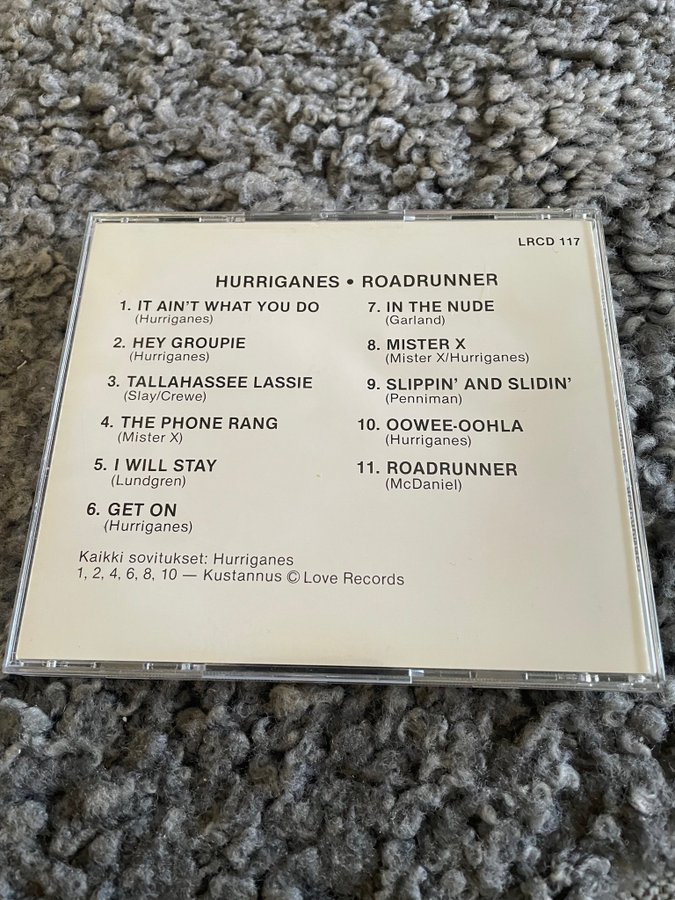 LRCD 117
HURRIGANES • ROADRUNNER
1. IT AIN'T WHAT YOU DO
(Hurriganes)
2. HEY GROUPIE
(Hurriganes)
3. TALLAHASSEE LASSIE
(Slay/Crewe)
4. THE PHONE RANG
(Mister X)
5. I WILL STAY
(Lundgren)
6. GET ON
(Hurriganes)
7. IN THE NUDE
(Garland)
8. MISTER X
(Mister X/Hurriganes)
9. SLIPPIN' AND SLIDIN'
(Penniman)
10. OOWEE-OOHLA
(Hurriganes)
11. ROADRUNNER
(McDaniel)
Kaikki sovitukset: Hurriganes
1, 2, 4, 6, 8, 10 — Kustannus © Love Records